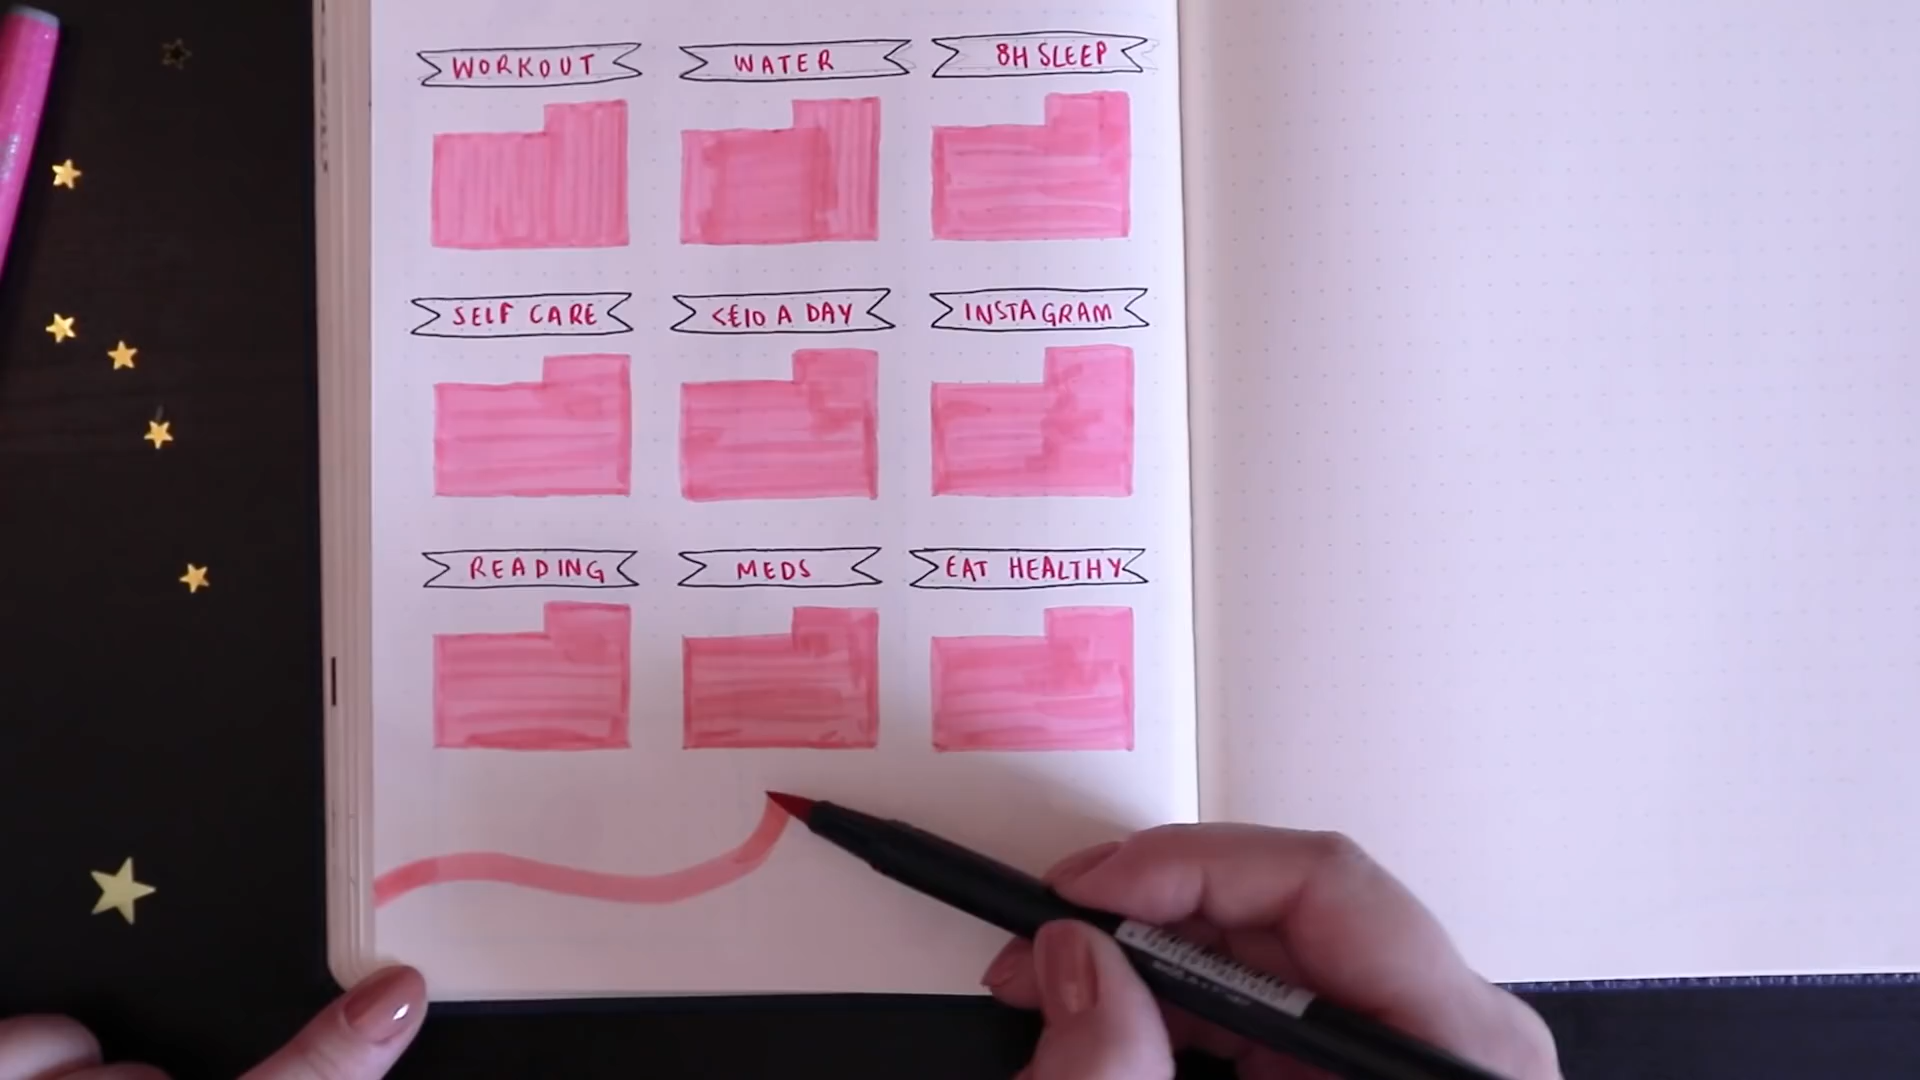 WORKOUT
WATER
8H SLEEP
SELF CARE
<£10 A DAY
INSTAGRAM
READING
MEDS
EAT HEALTHY